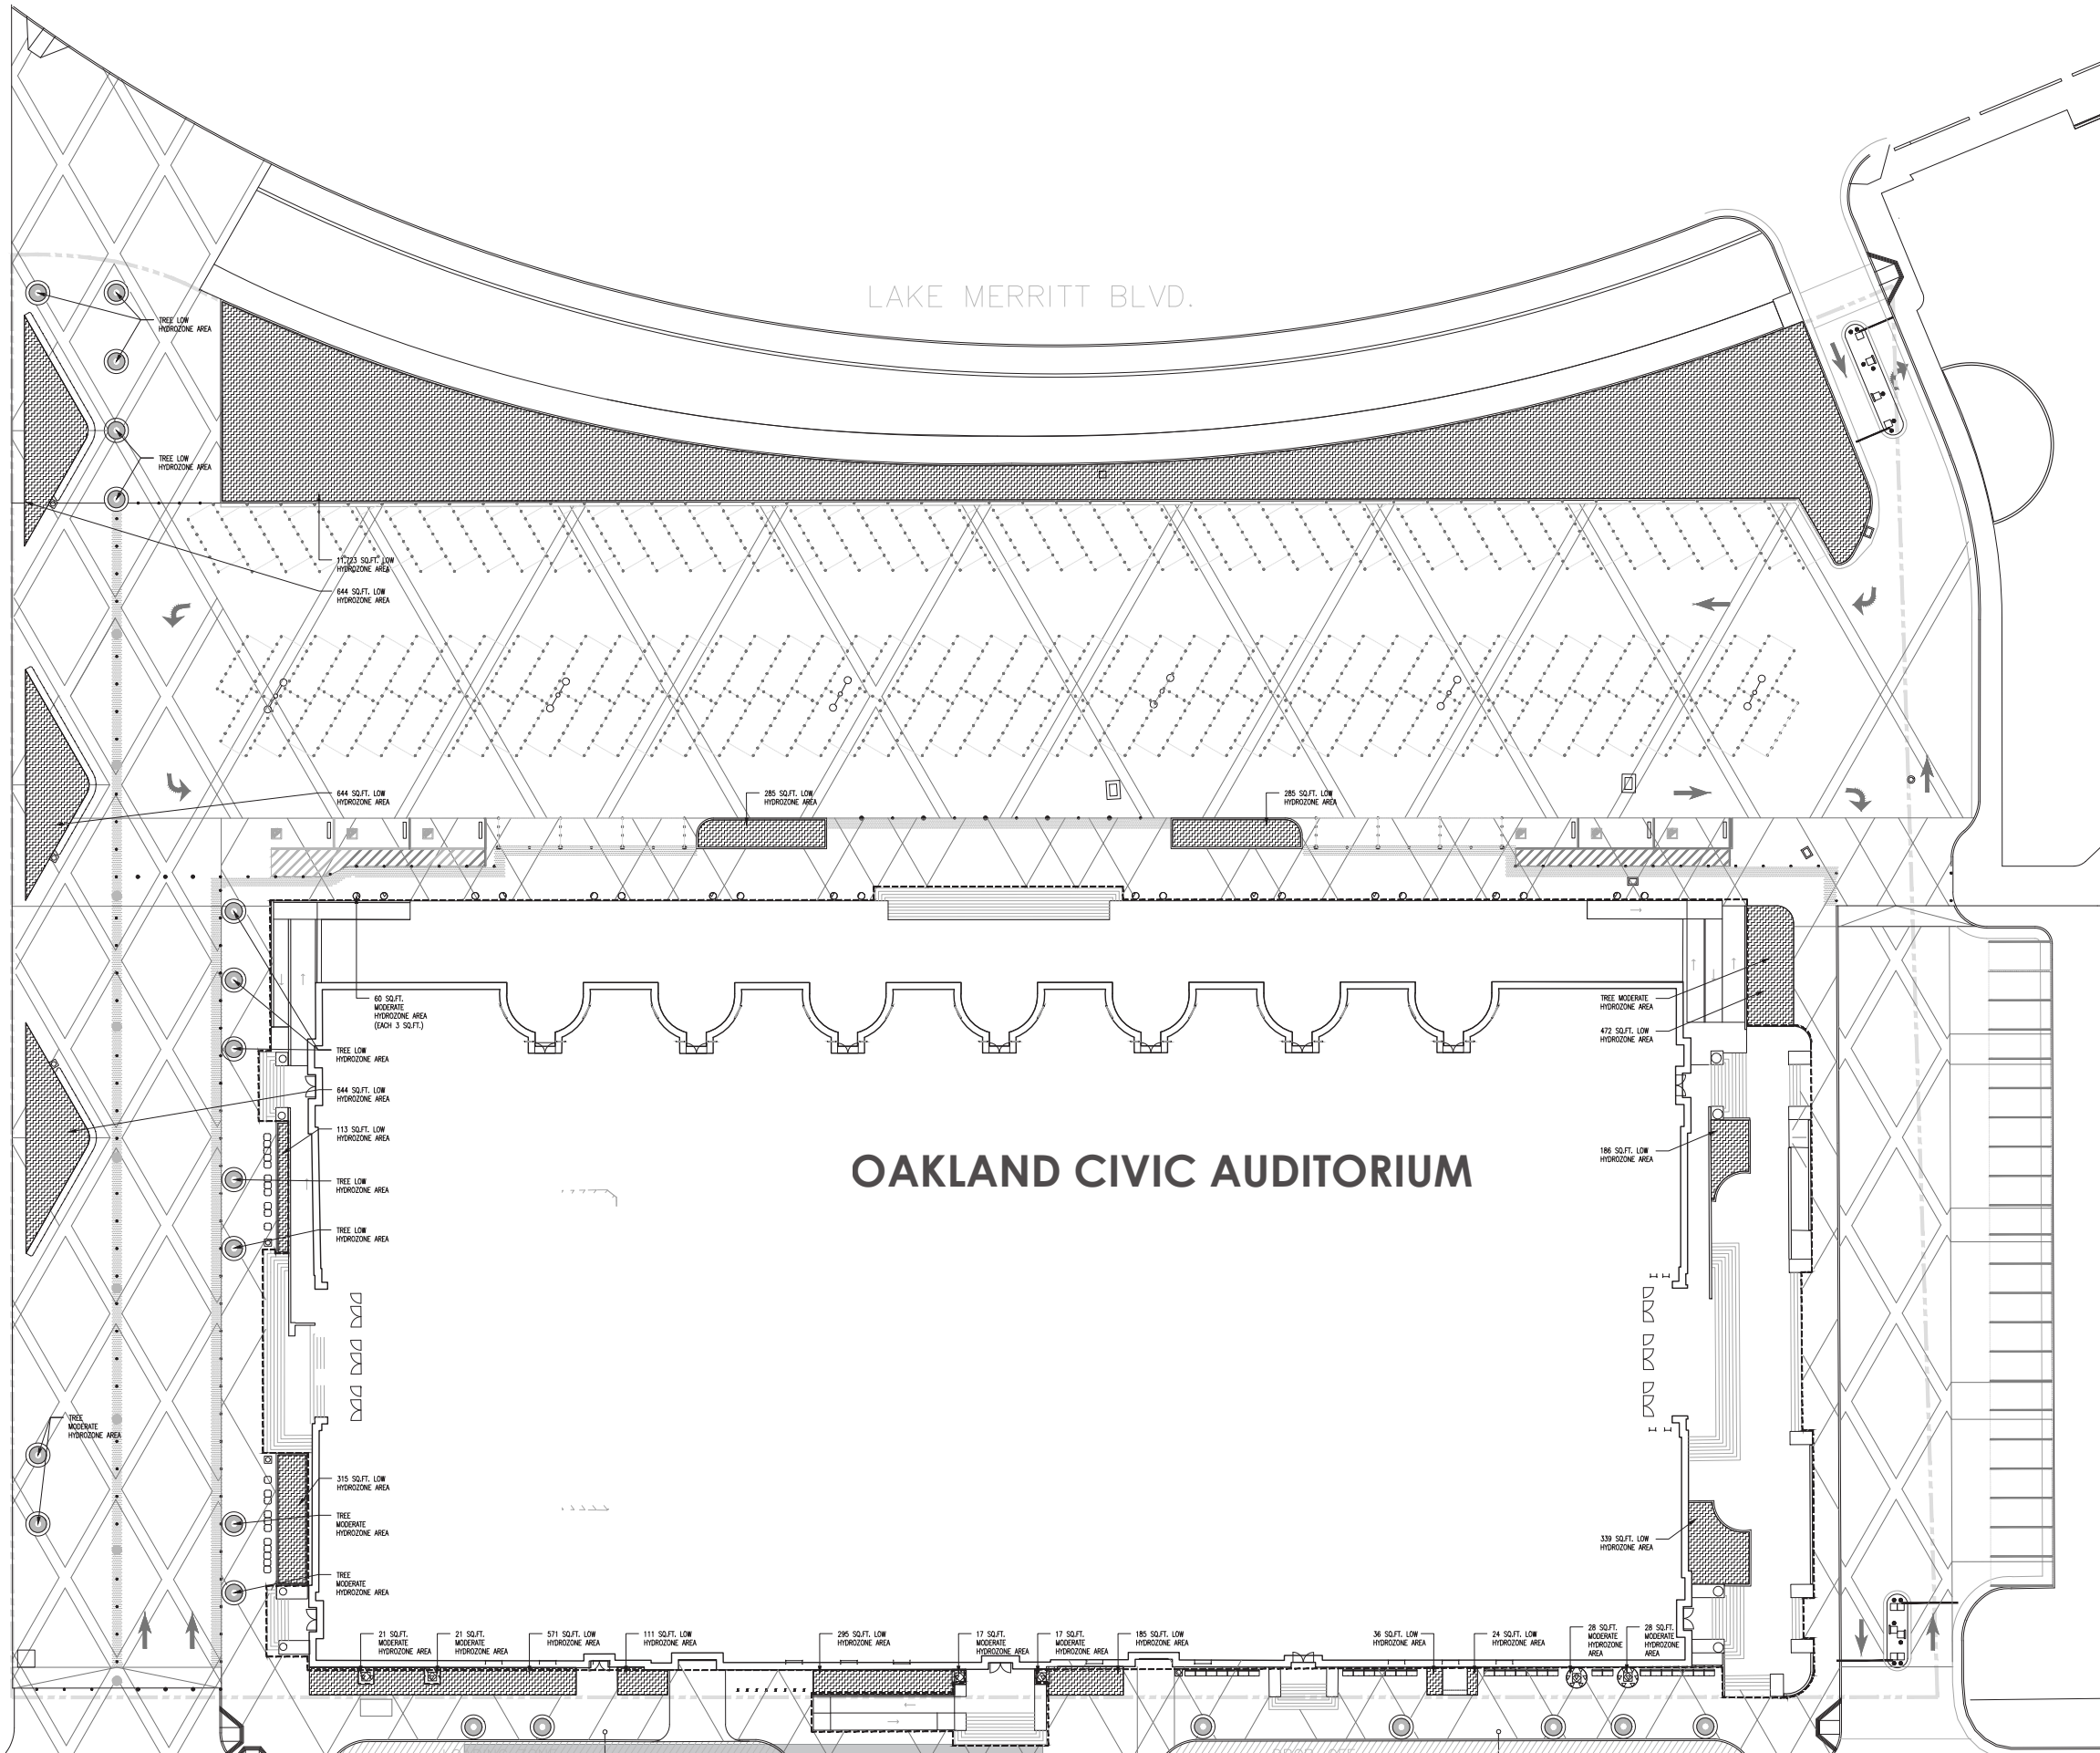 LAKE MERRITT BLVD.
TREE LOW
HYDROZONE AREA
TREE LOW
HYDROZONE AREA
11,723 SQ.FT. LOW
HYDROZONE AREA
644 SQ.FT. LOW
HYDROZONE AREA
644 SQ.FT. LOW
HYDROZONE AREA
285 SQ.FT. LOW
HYDROZONE AREA
285 SQ.FT. LOW
HYDROZONE AREA
60 SQ.FT.
MODERATE
HYDROZONE AREA
(EACH 3 SQ.FT.)
TREE MODERATE
HYDROZONE AREA
472 SQ.FT. LOW
HYDROZONE AREA
TREE LOW
HYDROZONE AREA
644 SQ.FT. LOW
HYDROZONE AREA
113 SQ.FT. LOW
HYDROZONE AREA
186 SQ.FT. LOW
HYDROZONE AREA
OAKLAND CIVIC AUDITORIUM
TREE LOW
HYDROZONE AREA
TREE LOW
HYDROZONE AREA
TREE
MODERATE
HYDROZONE AREA
315 SQ.FT. LOW
HYDROZONE AREA
TREE
MODERATE
HYDROZONE AREA
339 SQ.FT. LOW
HYDROZONE AREA
TREE
MODERATE
HYDROZONE AREA
21 SQ.FT.
MODERATE
HYDROZONE AREA
21 SQ.FT.
MODERATE
HYDROZONE AREA
571 SQ.FT. LOW
HYDROZONE AREA
111 SQ.FT. LOW
HYDROZONE AREA
295 SQ.FT. LOW
HYDROZONE AREA
17 SQ.FT.
MODERATE
HYDROZONE AREA
17 SQ.FT.
MODERATE
HYDROZONE AREA
185 SQ.FT. LOW
HYDROZONE AREA
36 SQ.FT. LOW
HYDROZONE AREA
24 SQ.FT. LOW
HYDROZONE AREA
28 SQ.FT.
MODERATE
HYDROZONE
AREA
28 SQ.FT.
MODERATE
HYDROZONE
AREA